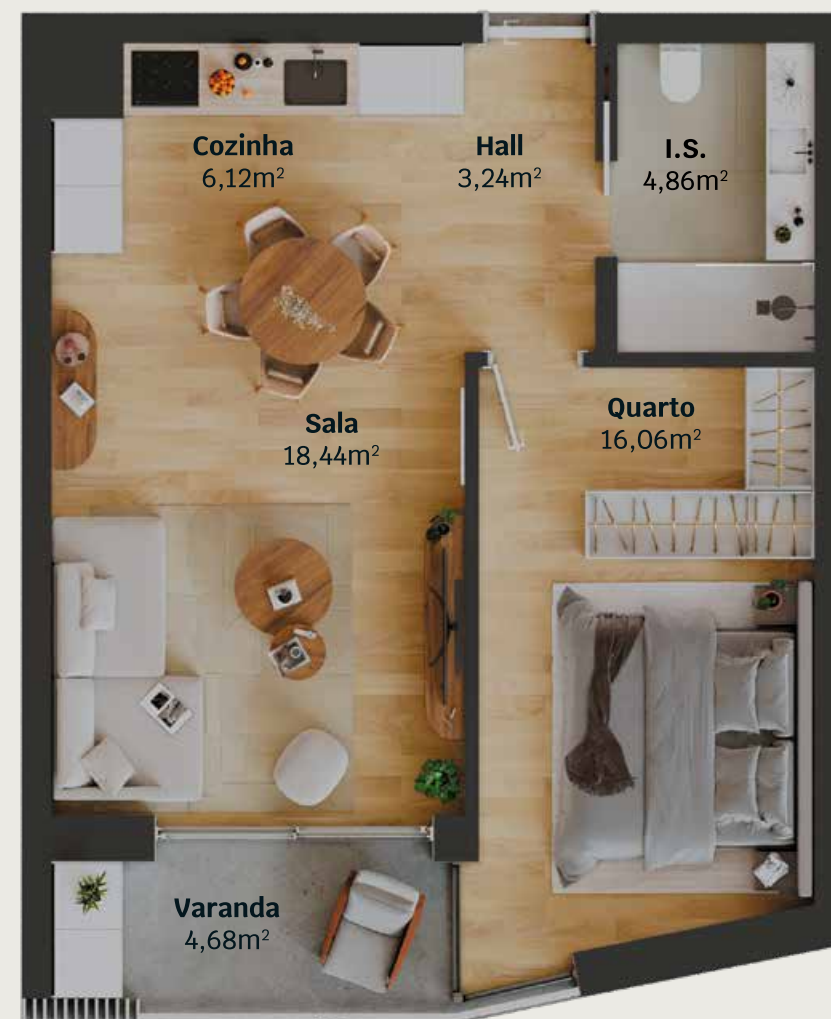 Cozinha
6,12m²
Hall
3,24m²
I.S.
4,86m²
Sala
18,44m²
Quarto
16,06m²
Varanda
4,68m²